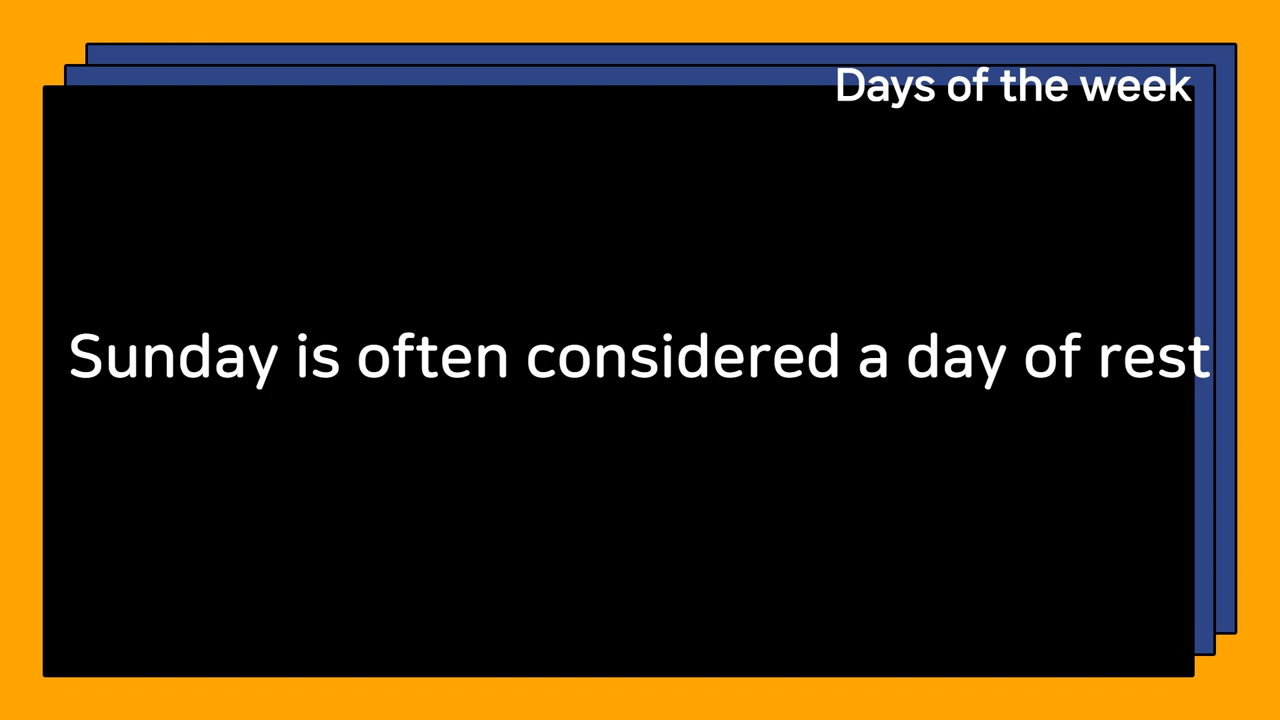 Days of the week
Sunday is often considered a day of rest